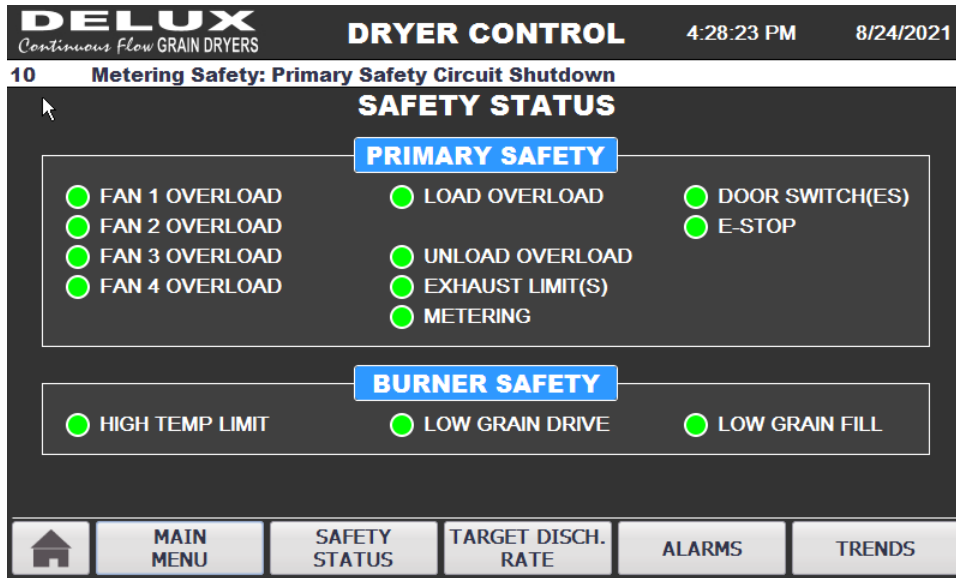 DELUX
Continuous Flow GRAIN DRYERS
DRYER CONTROL
4:28:23 PM
8/24/2021
10 Metering Safety: Primary Safety Circuit Shutdown
SAFETY STATUS
PRIMARY SAFETY
FAN 1 OVERLOAD
FAN 2 OVERLOAD
FAN 3 OVERLOAD
FAN 4 OVERLOAD
LOAD OVERLOAD
UNLOAD OVERLOAD
EXHAUST LIMIT(S)
METERING
DOOR SWITCH(ES)
E-STOP
BURNER SAFETY
HIGH TEMP LIMIT
LOW GRAIN DRIVE
LOW GRAIN FILL
MAIN
MENU
SAFETY
STATUS
TARGET DISCH.
RATE
ALARMS
TRENDS